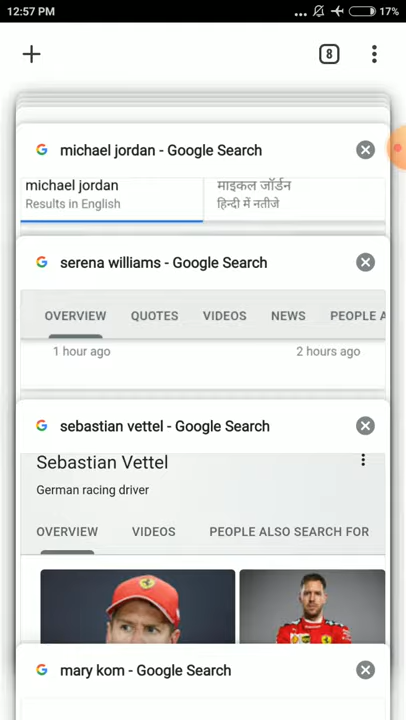 12:57 PM
17%
8
michael jordan - Google Search
michael jordan
Results in English
माइकल जॉर्डन
हिन्दी में नतीजे
serena williams - Google Search
OVERVIEW QUOTES VIDEOS NEWS PEOPLE A
1 hour ago
2 hours ago
sebastian vettel - Google Search
Sebastian Vettel
German racing driver
OVERVIEW VIDEOS PEOPLE ALSO SEARCH FOR
mary kom - Google Search